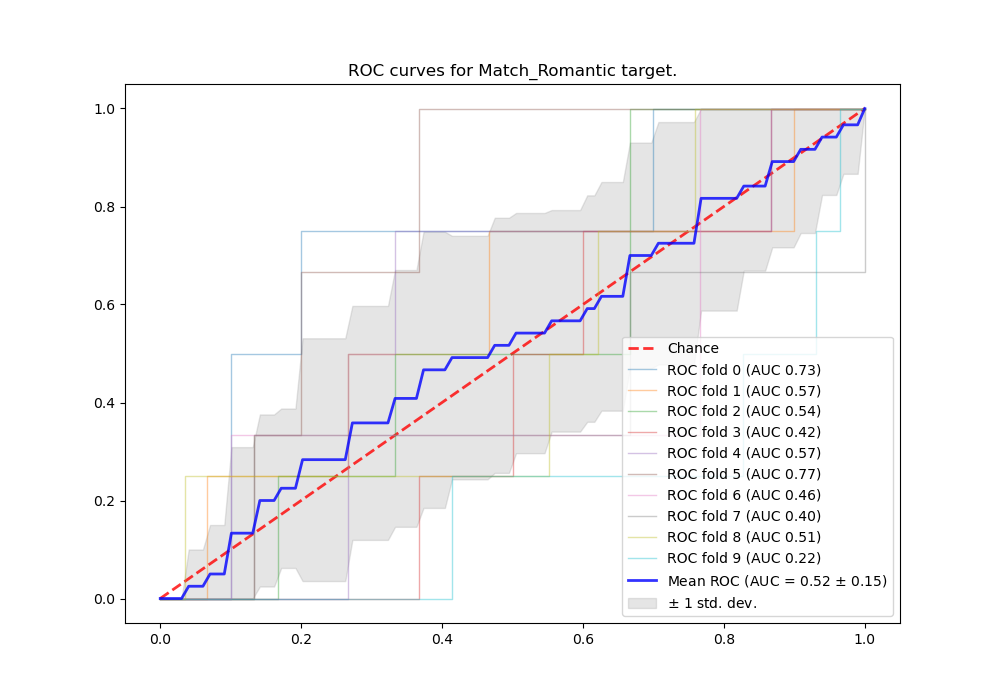 ROC curves for Match_Romantic target.
1.0
0.8
0.6
0.4
0.2
0.0
Chance
ROC fold 0 (AUC 0.73)
ROC fold 1 (AUC 0.57)
ROC fold 2 (AUC 0.54)
ROC fold 3 (AUC 0.42)
ROC fold 4 (AUC 0.57)
ROC fold 5 (AUC 0.77)
ROC fold 6 (AUC 0.46)
ROC fold 7 (AUC 0.40)
ROC fold 8 (AUC 0.51)
ROC fold 9 (AUC 0.22)
Mean ROC (AUC = 0.52 ± 0.15)
± 1 std. dev.
0.0 0.2 0.4 0.6 0.8 1.0